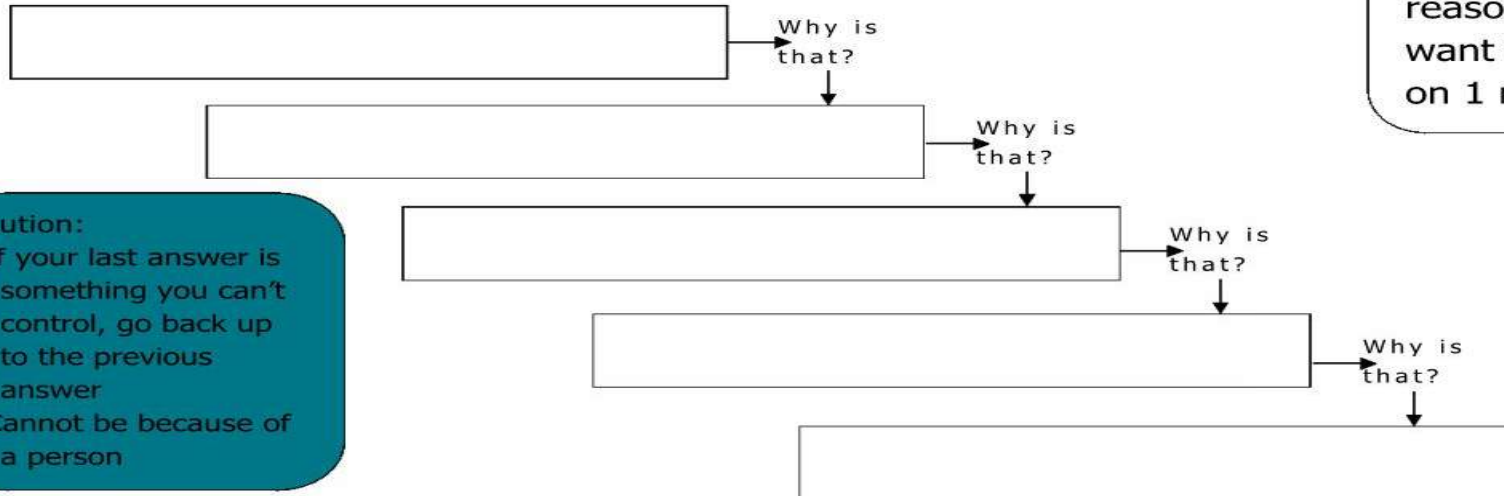 Why is
that?
reaso
want
on 1
Why is
that?
ution:
f your last answer is
something you can't
control, go back up
to the previous
answer
Cannot be because of
a person
Why is
that?
Why is
that?